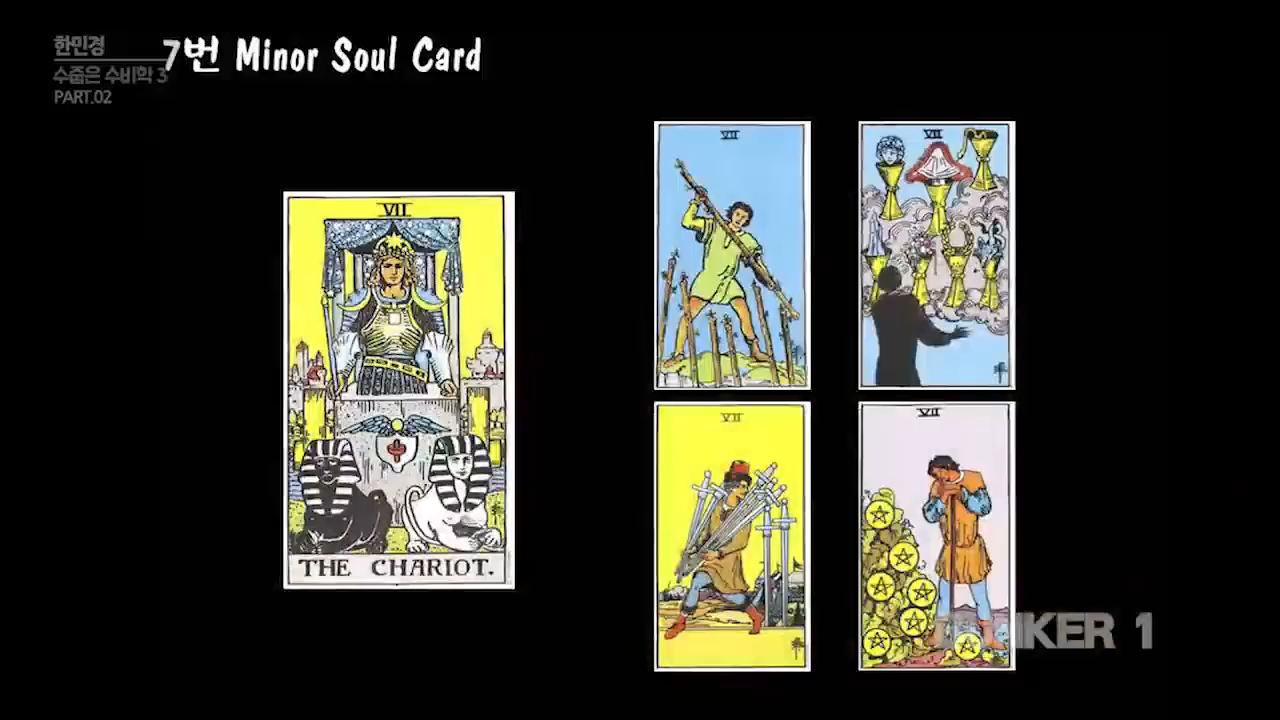 한민경
수줍은 수비학 3
PART.02
7번 Minor Soul Card
VII
THE CHARIOT.
VII
VII
VII
VII